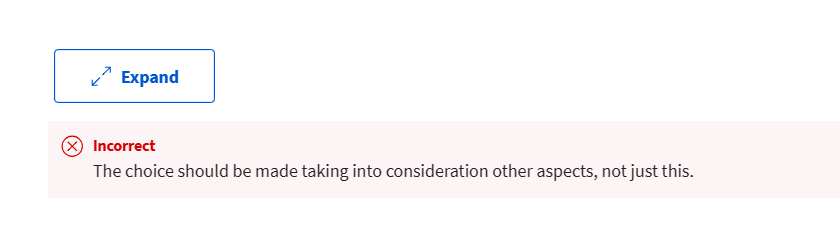 Expand
Incorrect
The choice should be made taking into consideration other aspects, not just this.